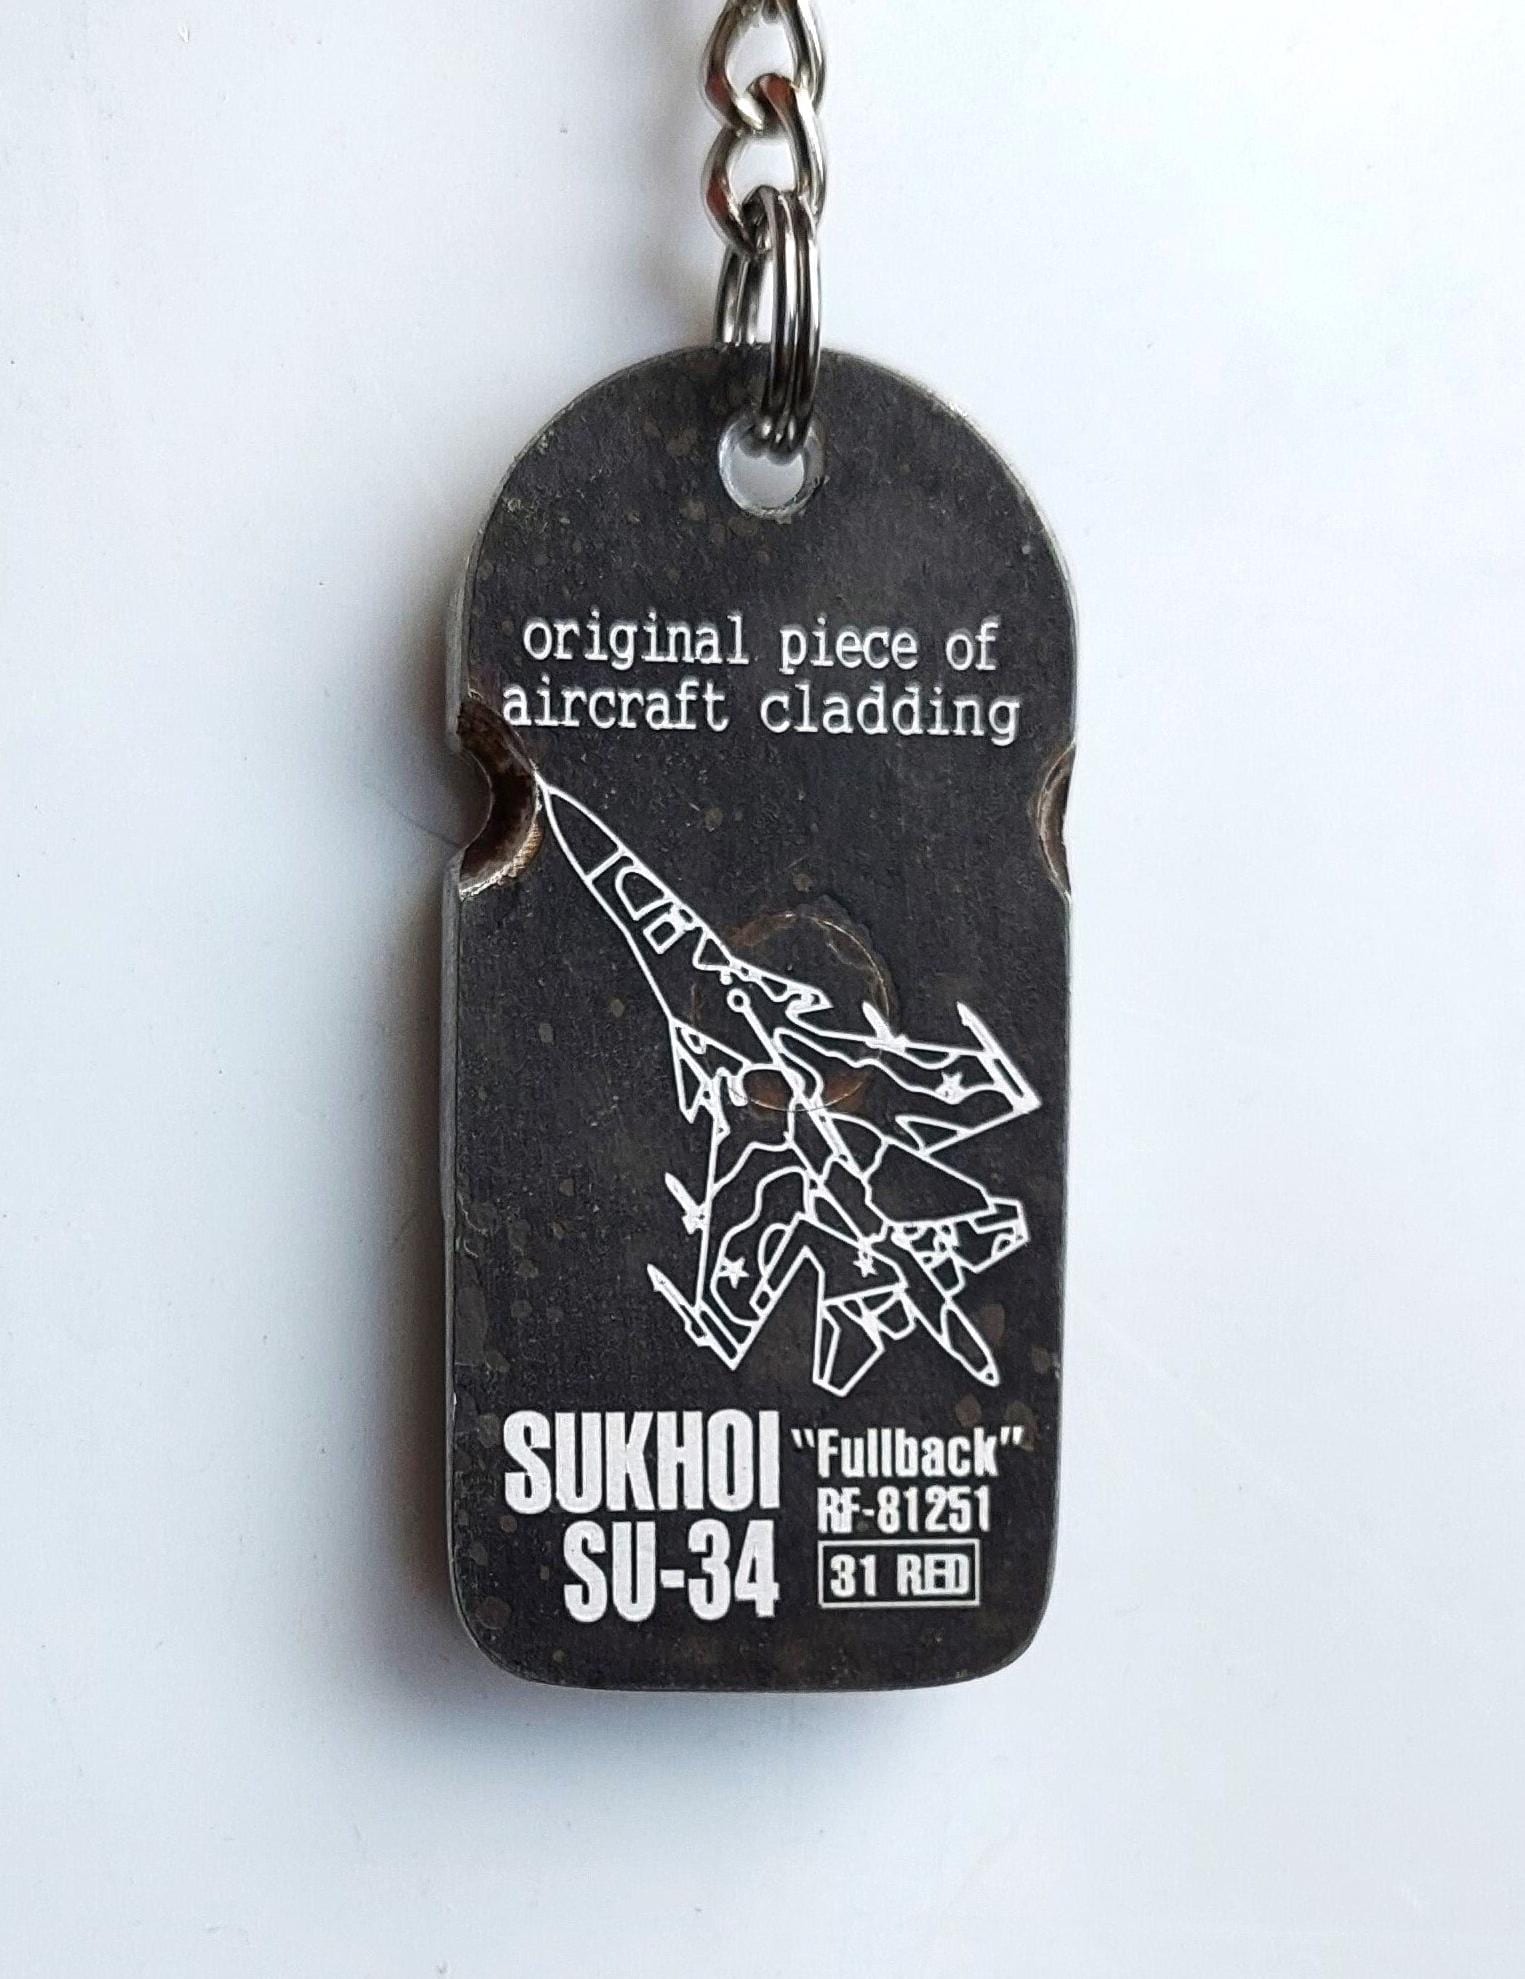 original piece of
aircraft cladding
SUKHOI
SU-34
"Fullback"
RF-81251
31 RED